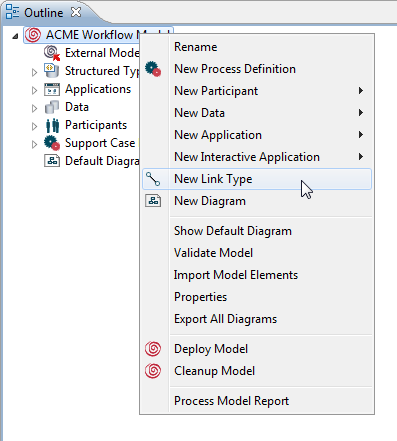 Outline
ACME Workflow Model
External Mode
Structured Typ
Applications
Data
Participants
Support Case
Default Diagra
Rename
New Process Definition
New Participant
New Data
New Application
New Interactive Application
New Link Type
New Diagram
Show Default Diagram
Validate Model
Import Model Elements
Properties
Export All Diagrams
Deploy Model
Cleanup Model
Process Model Report